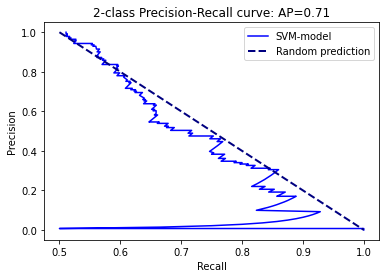 2-class Precision-Recall curve: AP=0.71
SVM-model
Random prediction
1.0
0.8
0.6
0.4
0.2
0.0
Precision
0.5 0.6 0.7 0.8 0.9 1.0
Recall